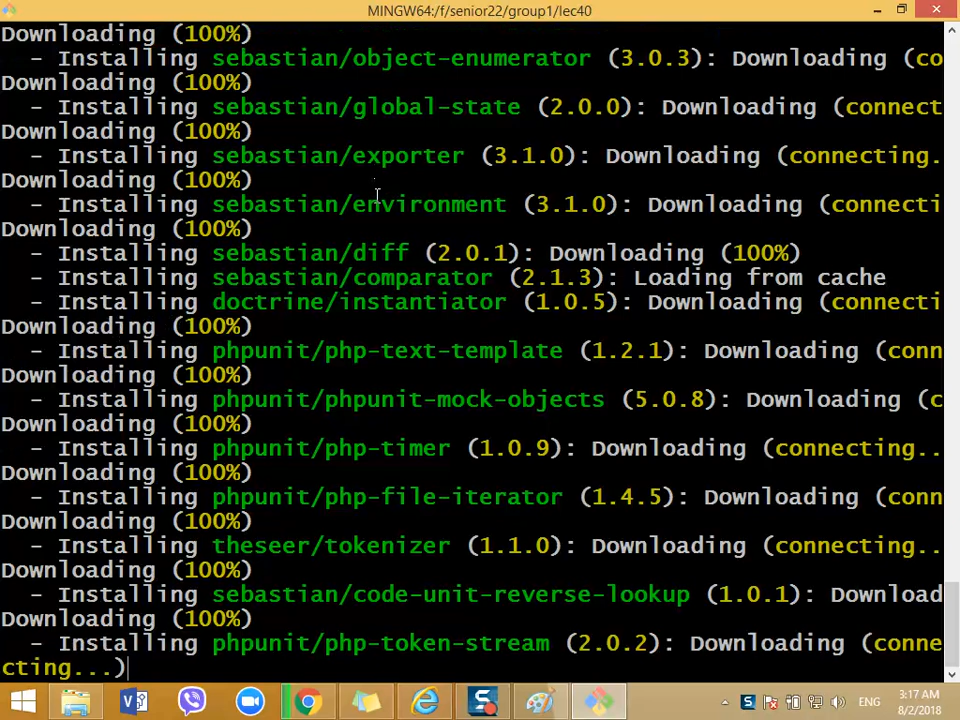 MINGW64:/f/senior22/group1/lec40
Downloading (100%)
- Installing sebastian/object-enumerator (3.0.3): Downloading (co
Downloading (100%)
- Installing sebastian/global-state (2.0.0): Downloading (connect
Downloading (100%)
- Installing sebastian/exporter (3.1.0): Downloading (connecting.
Downloading (100%)
- Installing sebastian/environment (3.1.0): Downloading (connecti
Downloading (100%)
- Installing sebastian/diff (2.0.1): Downloading (100%)
- Installing sebastian/comparator (2.1.3): Loading from cache
- Installing doctrine/instantiator (1.0.5): Downloading (connecti
Downloading (100%)
- Installing phpunit/php-text-template (1.2.1): Downloading (conn
Downloading (100%)
- Installing phpunit/phpunit-mock-objects (5.0.8): Downloading (c
Downloading (100%)
- Installing phpunit/php-timer (1.0.9): Downloading (connecting..
Downloading (100%)
- Installing phpunit/php-file-iterator (1.4.5): Downloading (conn
Downloading (100%)
- Installing theseer/tokenizer (1.1.0): Downloading (connecting..
Downloading (100%)
- Installing sebastian/code-unit-reverse-lookup (1.0.1): Download
Downloading (100%)
- Installing phpunit/php-token-stream (2.0.2): Downloading (conne
cting...)
ENG
3:17 AM
8/2/2018